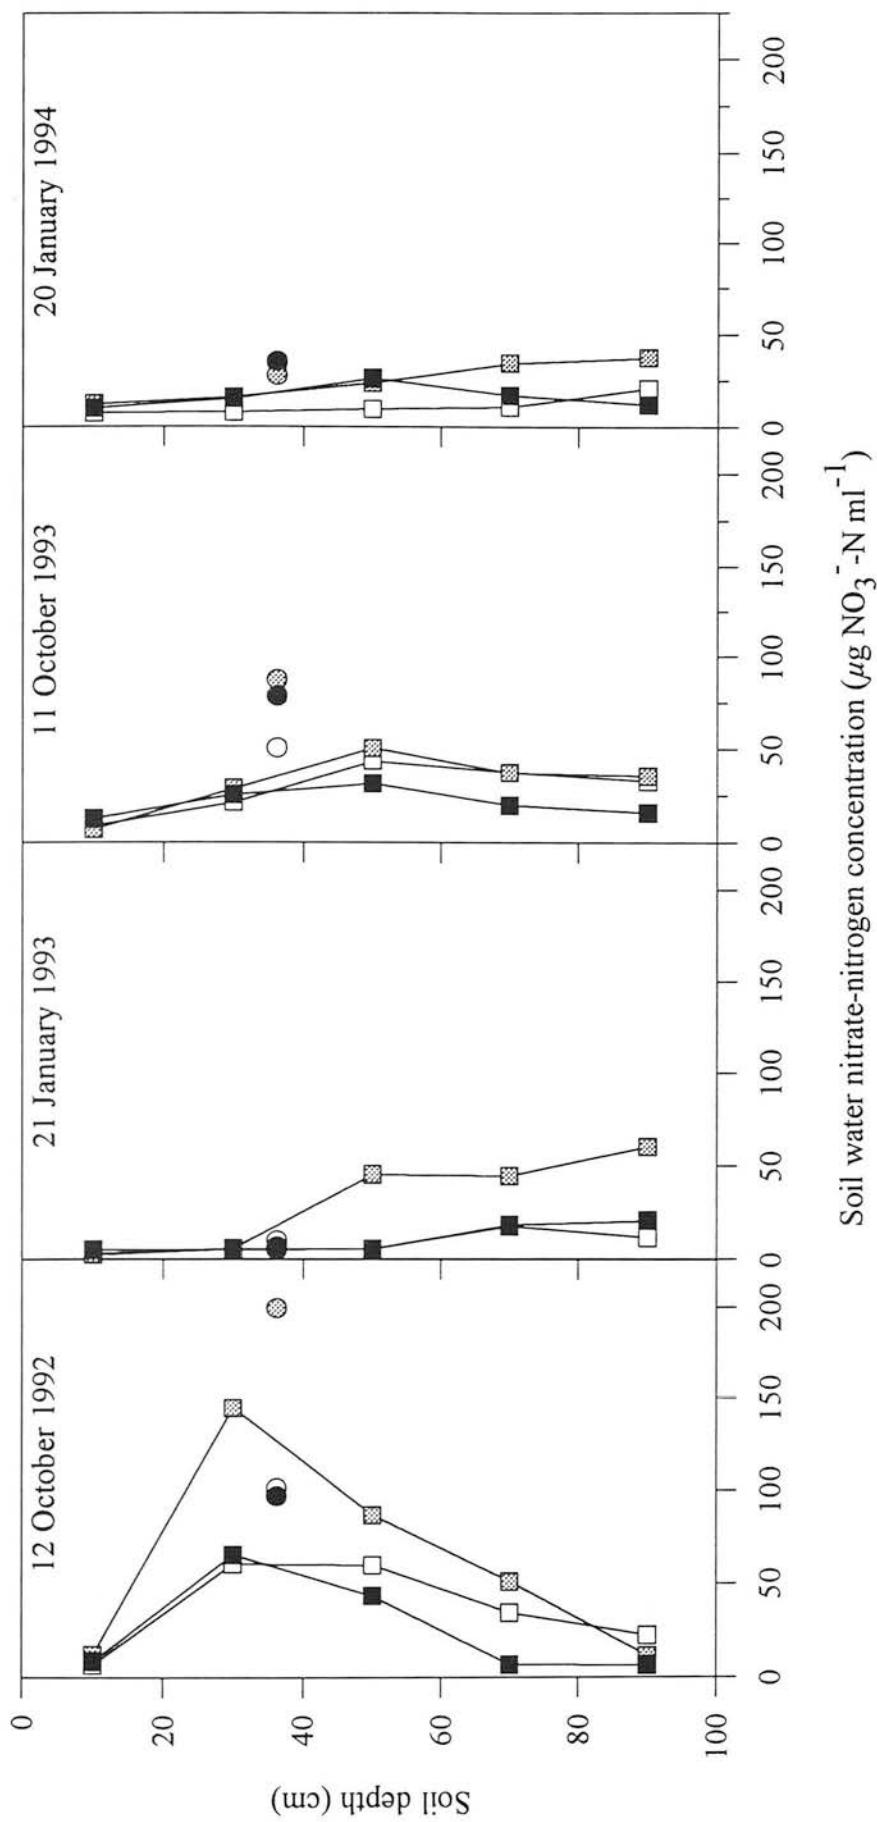 12 October 1992
21 January 1993
11 October 1993
20 January 1994
0
20
40
60
80
100
Soil depth (cm)
0 50 100 150 200 0 50 100 150 200 0 50 100 150 200 0 50 100 150 200
Soil water nitrate-nitrogen concentration (µg NO₃⁻-N ml⁻¹)